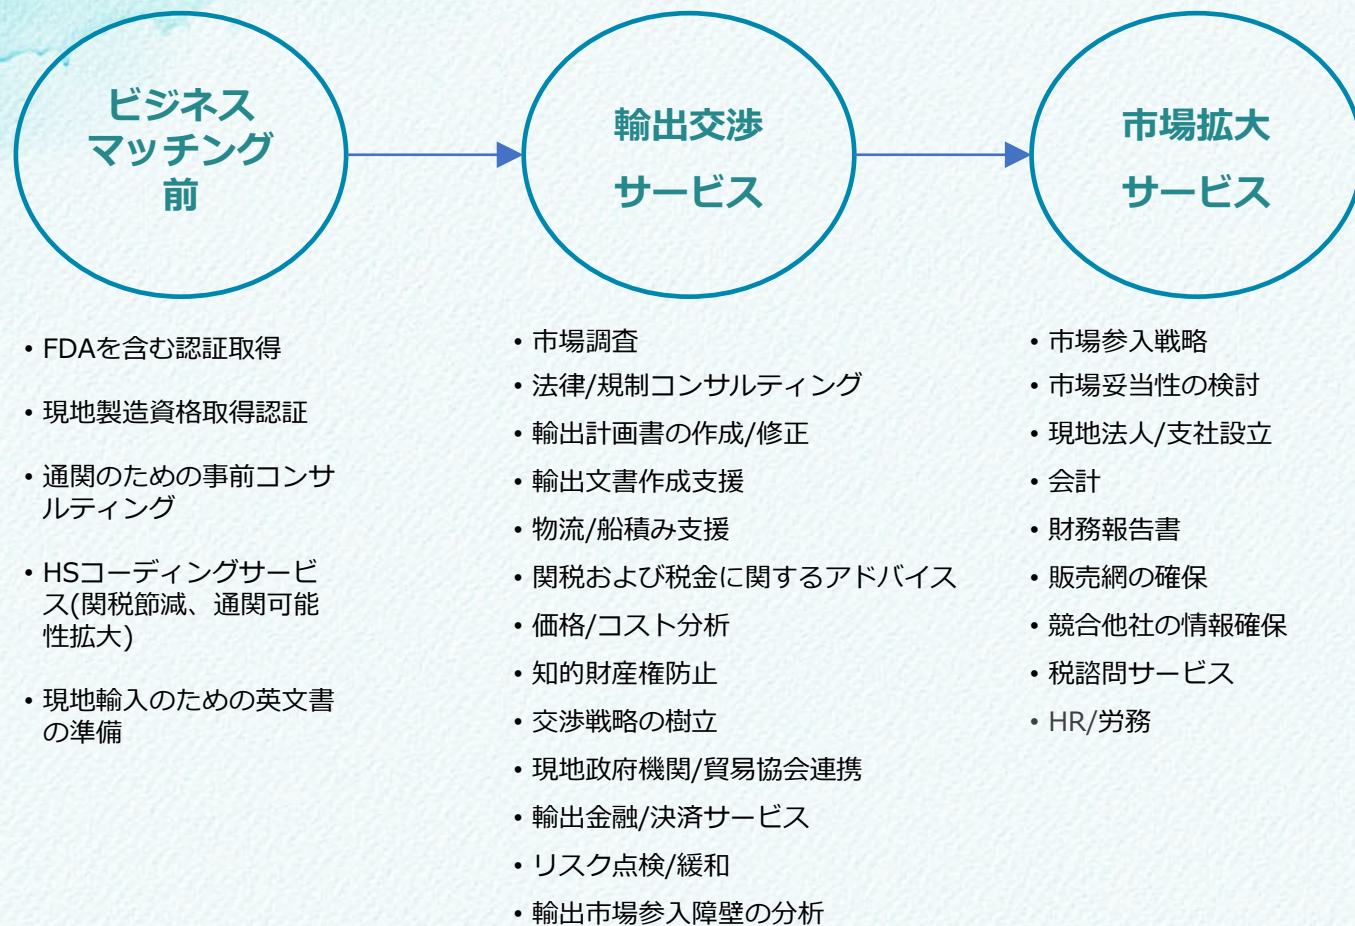 ビジネス
マッチング
前
輸出交渉
サービス
市場拡大
サービス
• FDAを含む認証取得
• 現地製造資格取得認証
• 通関のための事前コンサ
ルティング
• HSコーディングサービ
ス(関税節減、通関可能
性拡大)
• 現地輸入のための英文書
の準備
• 市場調査
• 法律/規制コンサルティング
• 輸出計画書の作成/修正
• 輸出文書作成支援
• 物流/船積み支援
• 関税および税金に関するアドバイス
• 価格/コスト分析
• 知的財産権防止
• 交渉戦略の樹立
• 現地政府機関/貿易協会連携
• 輸出金融/決済サービス
• リスク点検/緩和
• 輸出市場参入障壁の分析
• 市場参入戦略
• 市場妥当性の検討
• 現地法人/支社設立
• 会計
• 財務報告書
• 販売網の確保
• 競合他社の情報確保
• 税諮問サービス
• HR/労務